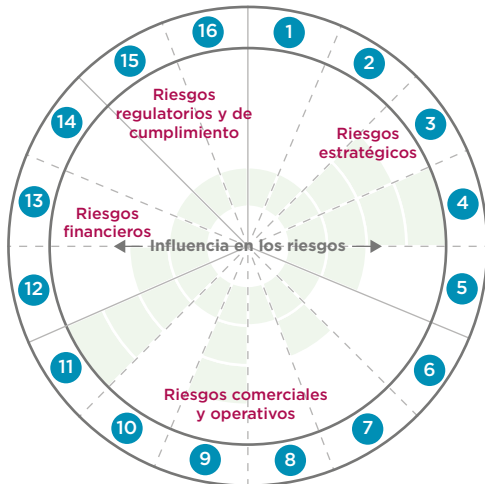 16
1
15
2
Riesgos
regulatorios y de
cumplimiento
14
3
Riesgos
estratégicos
13
4
Riesgos
financieros
Influencia en los riesgos
12
5
11
6
Riesgos comerciales
y operativos
10
7
9
8